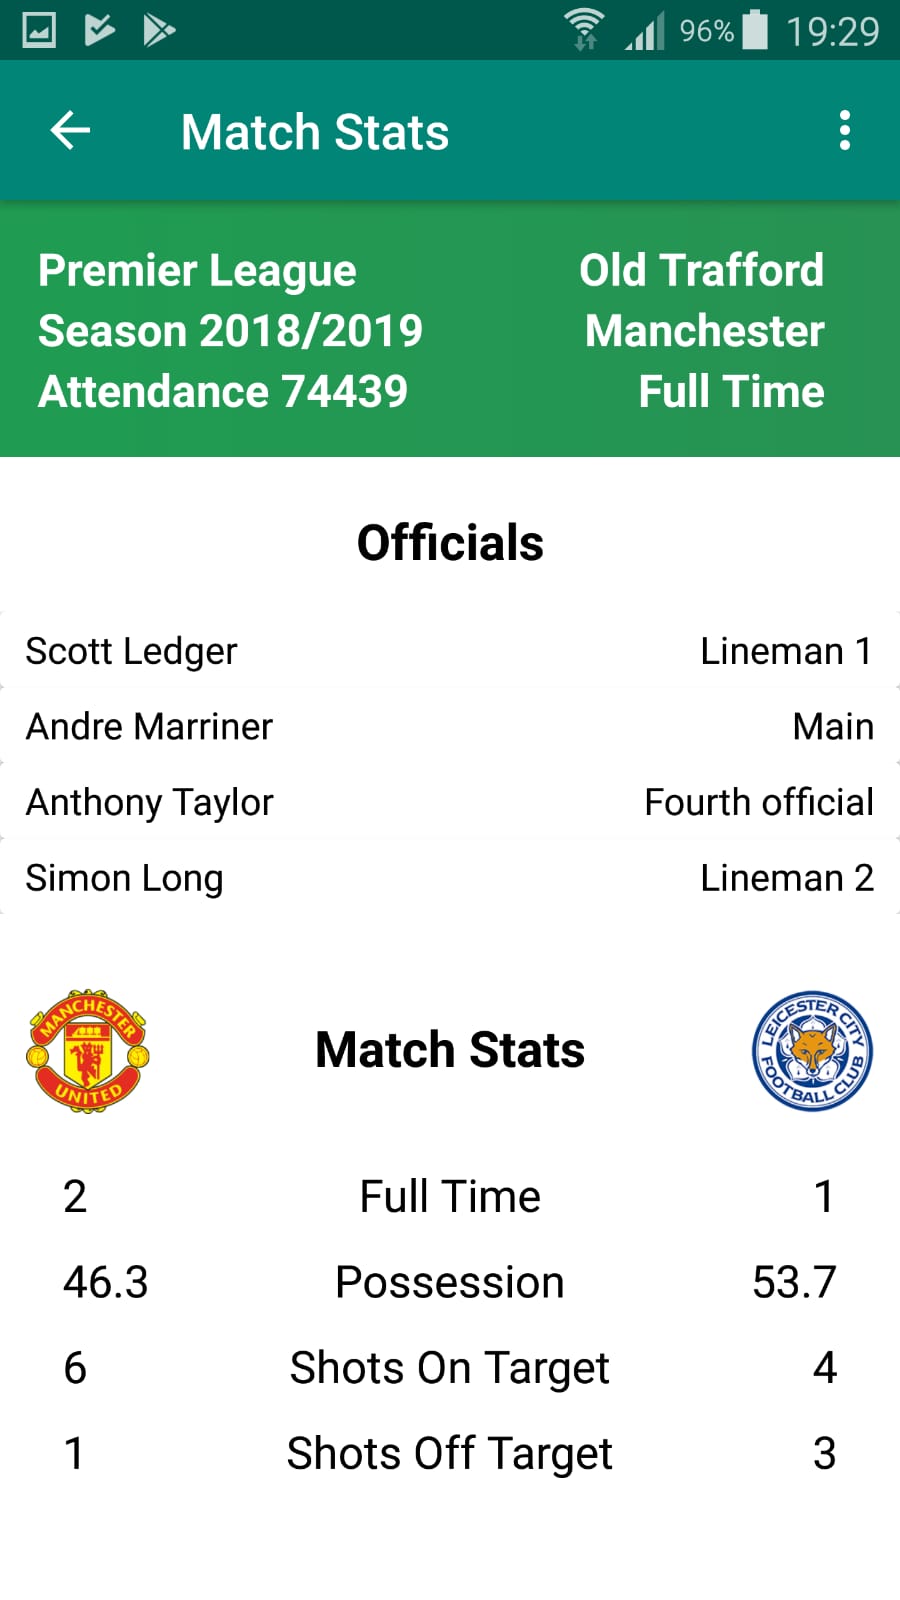 96% 19:29
Match Stats
Premier League Old Trafford
Season 2018/2019 Manchester
Attendance 74439 Full Time
Officials
Scott Ledger Lineman 1
Andre Marriner Main
Anthony Taylor Fourth official
Simon Long Lineman 2
MANCHESTER
UNITED
Match Stats
LEICESTER CITY
FOOTBALL CLUB
2 Full Time 1
46.3 Possession 53.7
6 Shots On Target 4
1 Shots Off Target 3